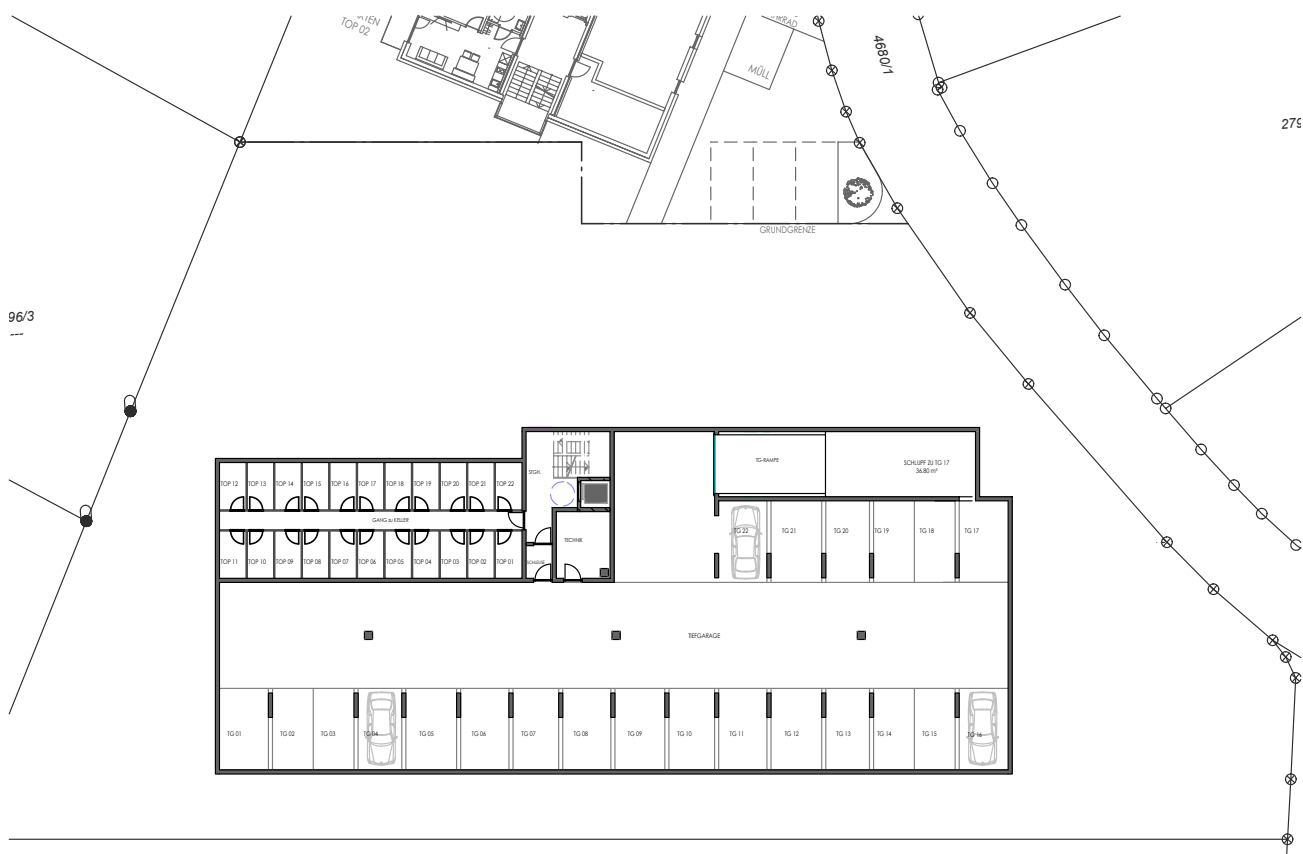 TOP 02
MÜLL
4680/1
279
GRUNDGRENZE
96/3
---
STGH.
TG-RAMPE
SCHLUPF ZU TG 17
36.80 m²
TOP 12 TOP 13 TOP 14 TOP 15 TOP 16 TOP 17 TOP 18 TOP 19 TOP 20 TOP 21 TOP 22
GANG zu KELLER
TECHNIK
TG 22 TG 21 TG 20 TG 19 TG 18 TG 17
TOP 11 TOP 10 TOP 09 TOP 08 TOP 07 TOP 06 TOP 05 TOP 04 TOP 03 TOP 02 TOP 01
SCHLEUSE
TIEFGARAGE
TG 01 TG 02 TG 03 TG 04 TG 05 TG 06 TG 07 TG 08 TG 09 TG 10 TG 11 TG 12 TG 13 TG 14 TG 15 TG 16